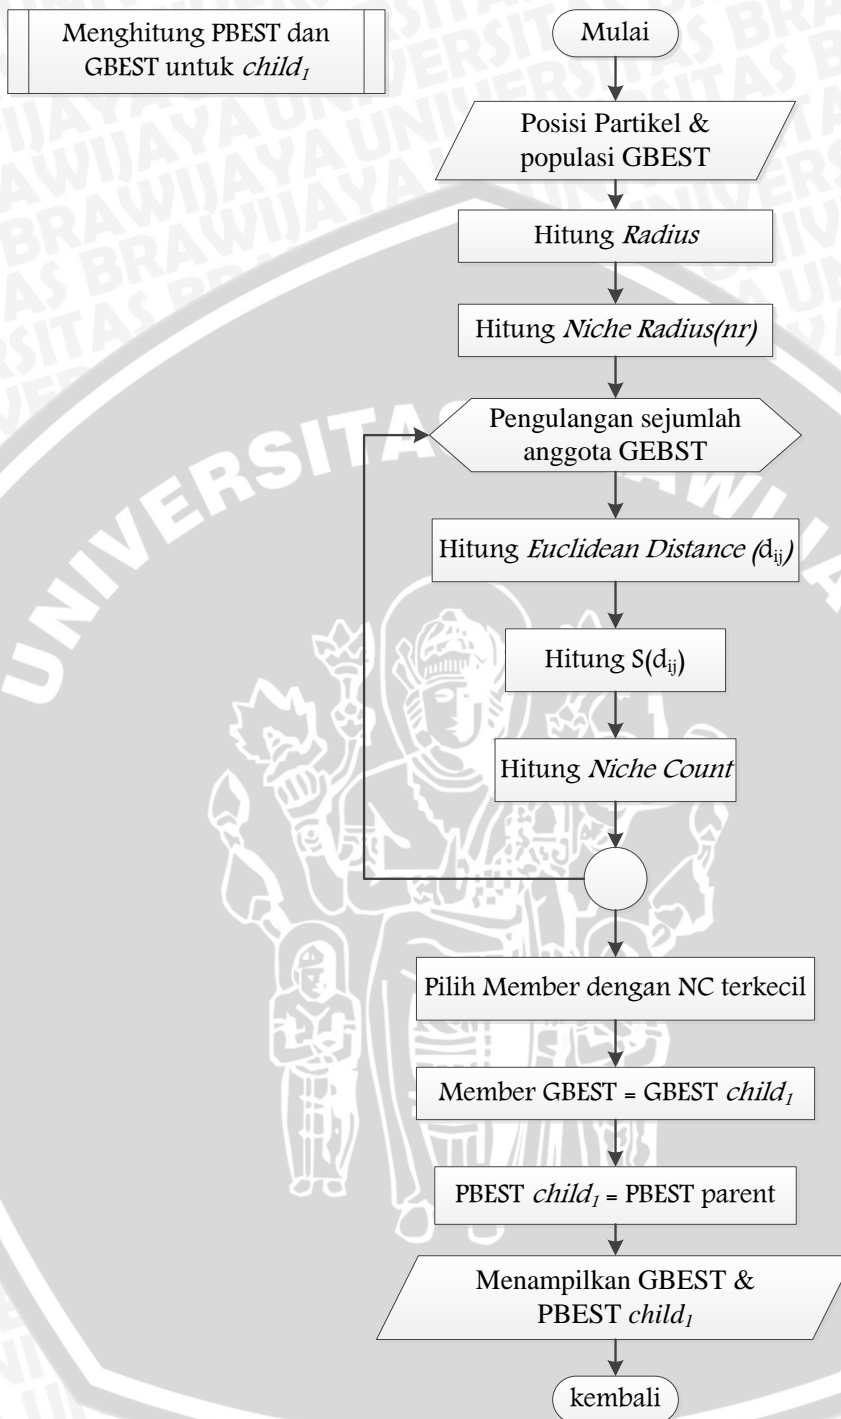 Menghitung PBEST dan
GBEST untuk child₁
Mulai
Posisi Partikel &
populasi GBEST
Hitung Radius
Hitung Niche Radius(nr)
Pengulangan sejumlah
anggota GEBST
Hitung Euclidean Distance (dᵢⱼ)
Hitung S(dᵢⱼ)
Hitung Niche Count
Pilih Member dengan NC terkecil
Member GBEST = GBEST child₁
PBEST child₁ = PBEST parent
Menampilkan GBEST &
PBEST child₁
kembali